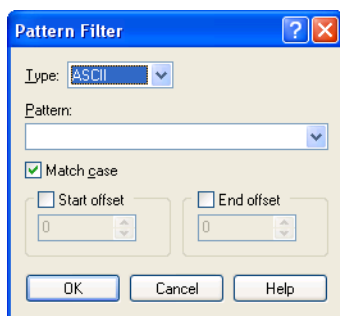 Pattern Filter
Type: ASCII
Pattern:
Match case
Start offset End offset
0 0
OK Cancel Help